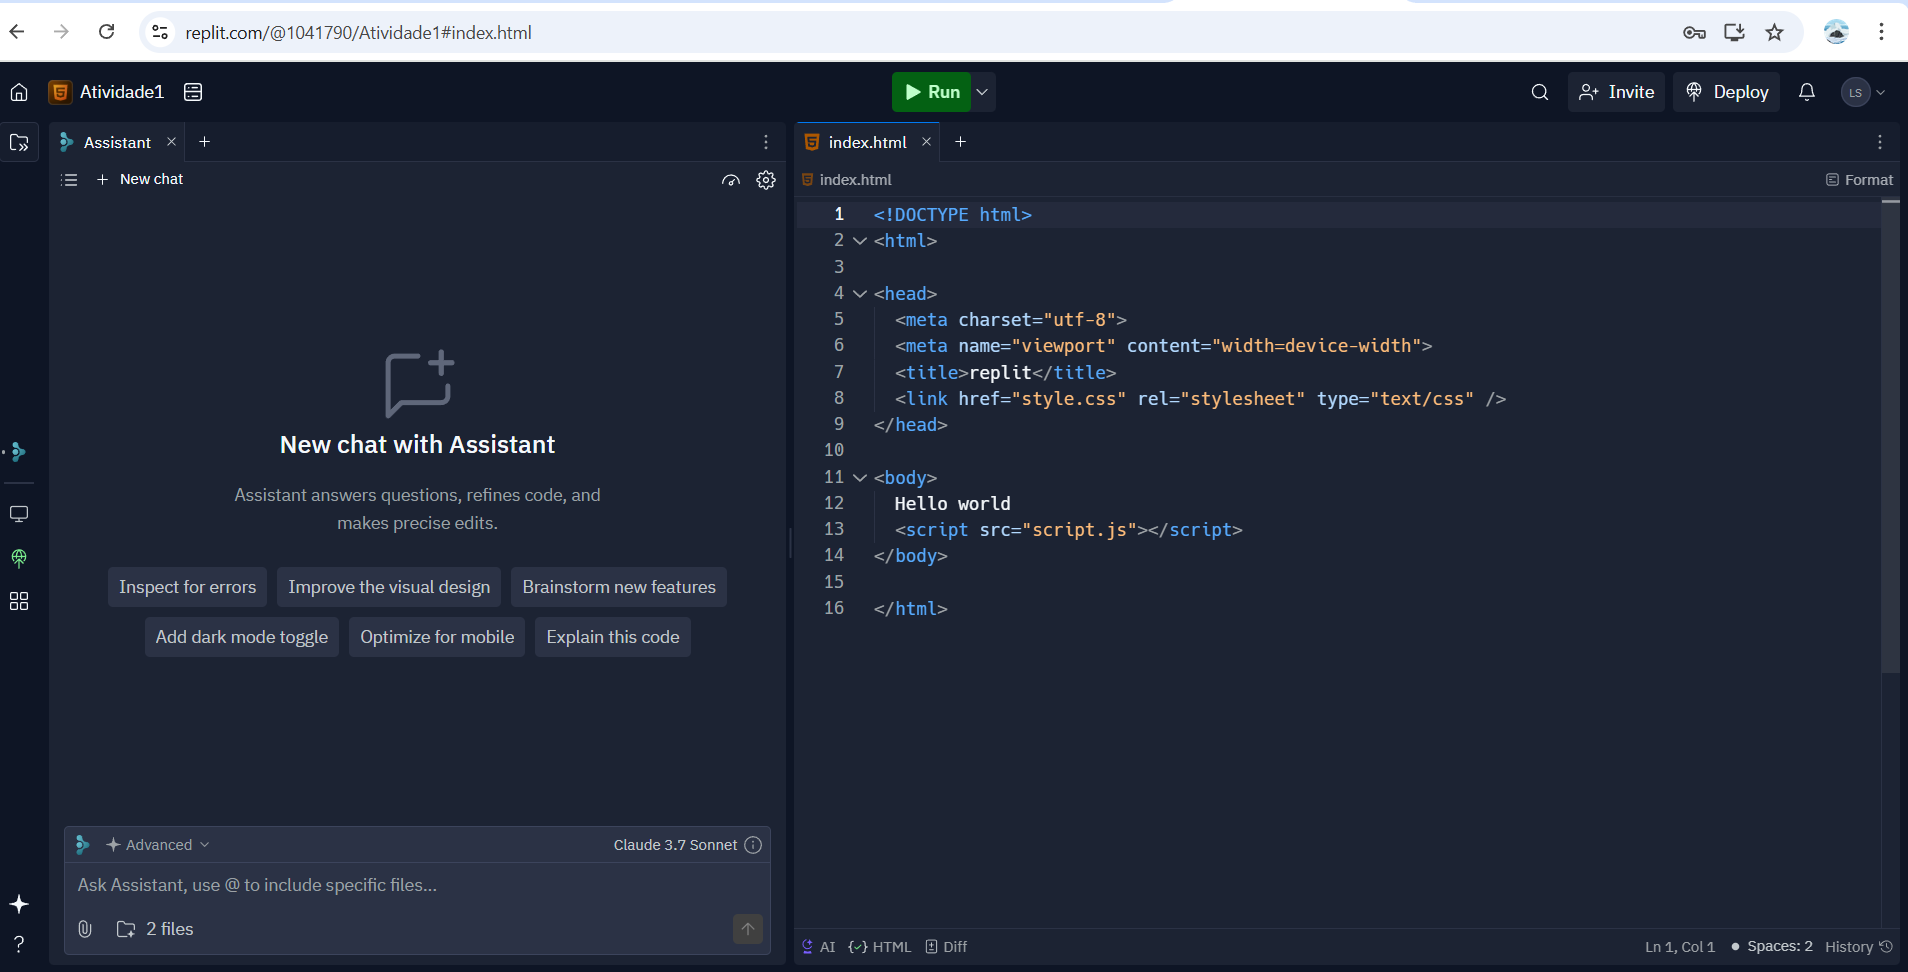 replit.com/@1041790/Atividade1#index.html
Atividade1
Run
Invite
Deploy
LS
Assistant
New chat
New chat with Assistant
Assistant answers questions, refines code, and
makes precise edits.
Inspect for errors
Improve the visual design
Brainstorm new features
Add dark mode toggle
Optimize for mobile
Explain this code
Advanced
Claude 3.7 Sonnet
Ask Assistant, use @ to include specific files...
2 files
?
index.html
index.html
Format
1 <!DOCTYPE html>
2 <html>
3
4 <head>
5 <meta charset="utf-8">
6 <meta name="viewport" content="width=device-width">
7 <title>replit</title>
8 <link href="style.css" rel="stylesheet" type="text/css" />
9 </head>
10
11 <body>
12 Hello world
13 <script src="script.js"></script>
14 </body>
15
16 </html>
AI
HTML
Diff
Ln 1, Col 1
Spaces: 2
History